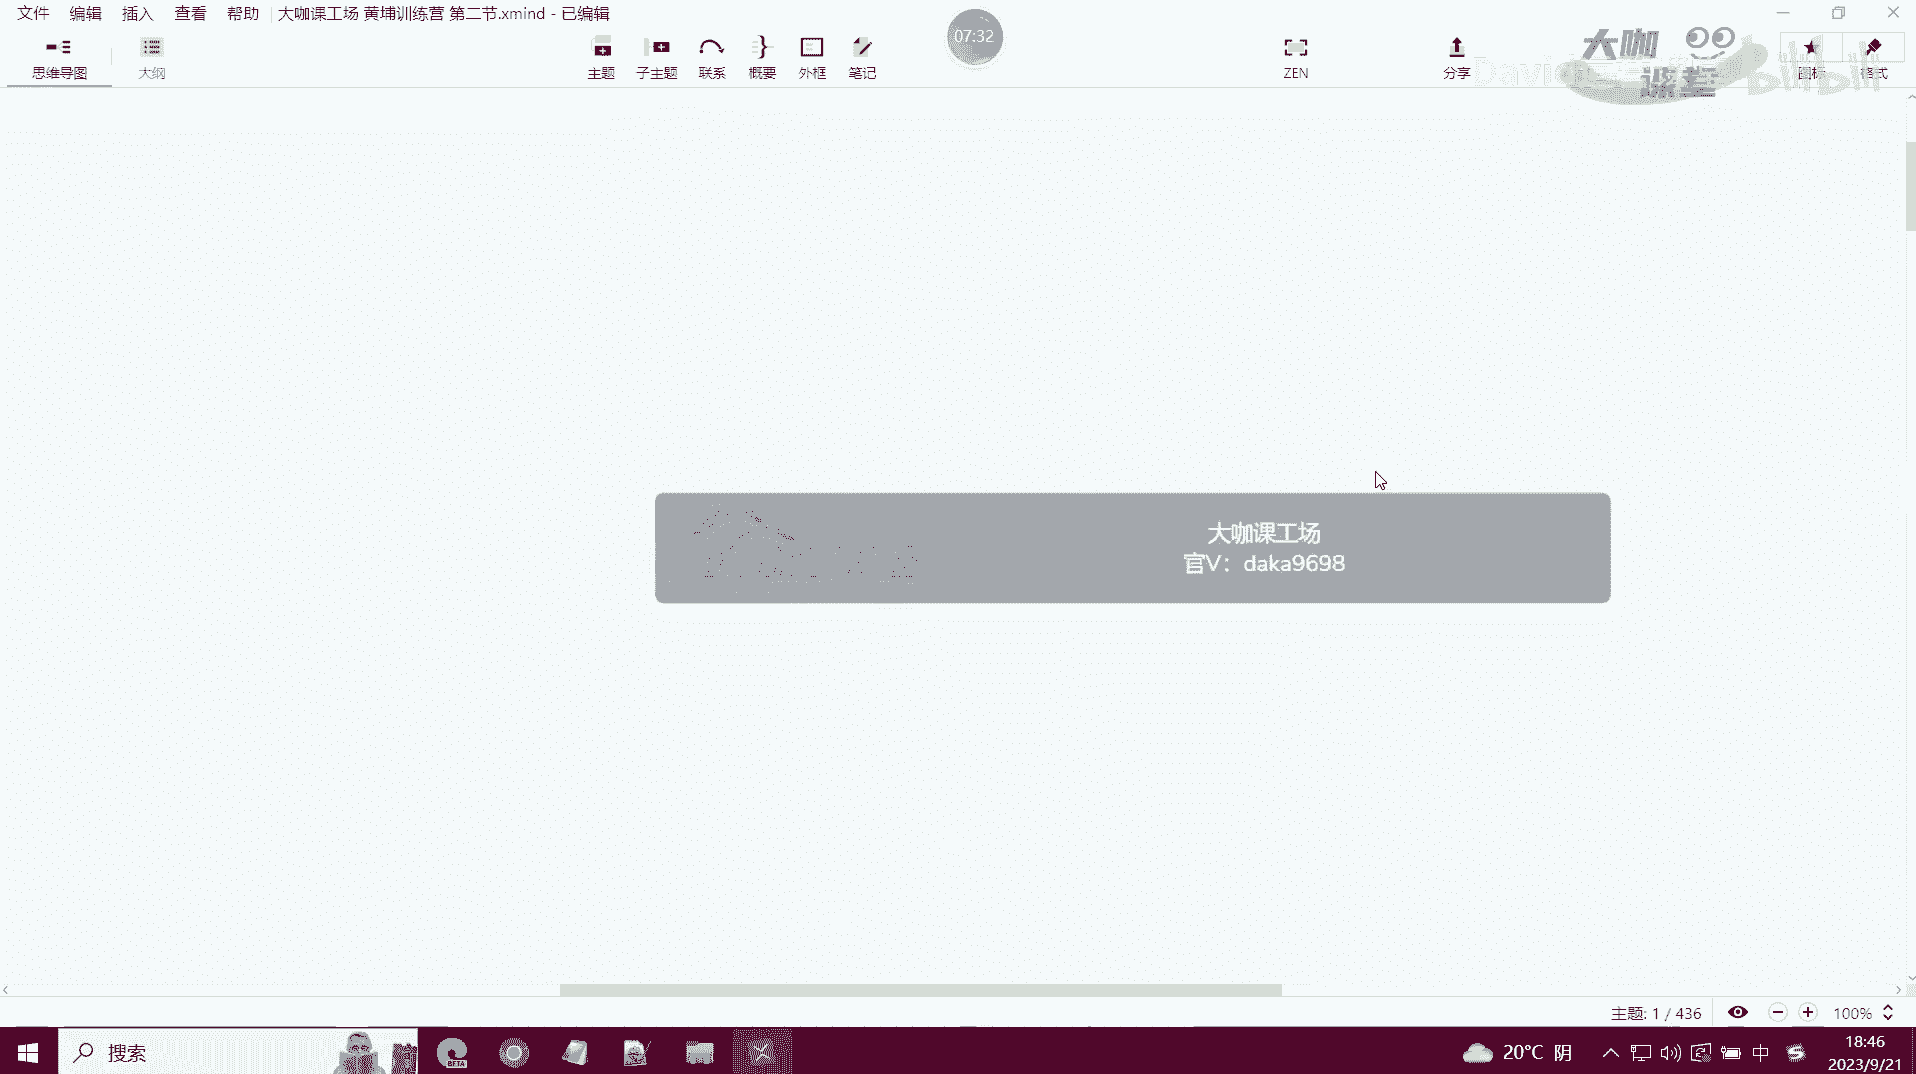 文件 编辑 插入 查看 帮助 大咖课工场 黄埔训练营 第二节.xmind - 已编辑
07:32
思维导图 大纲 主题 子主题 联系 概要 外框 笔记 ZEN 分享 图标 格式
大咖
课堂
bilibili
大咖课工场
官V：daka9698
主题: 1 / 436 100%
搜索
BETA
20°C 阴 中
18:46
2023/9/21